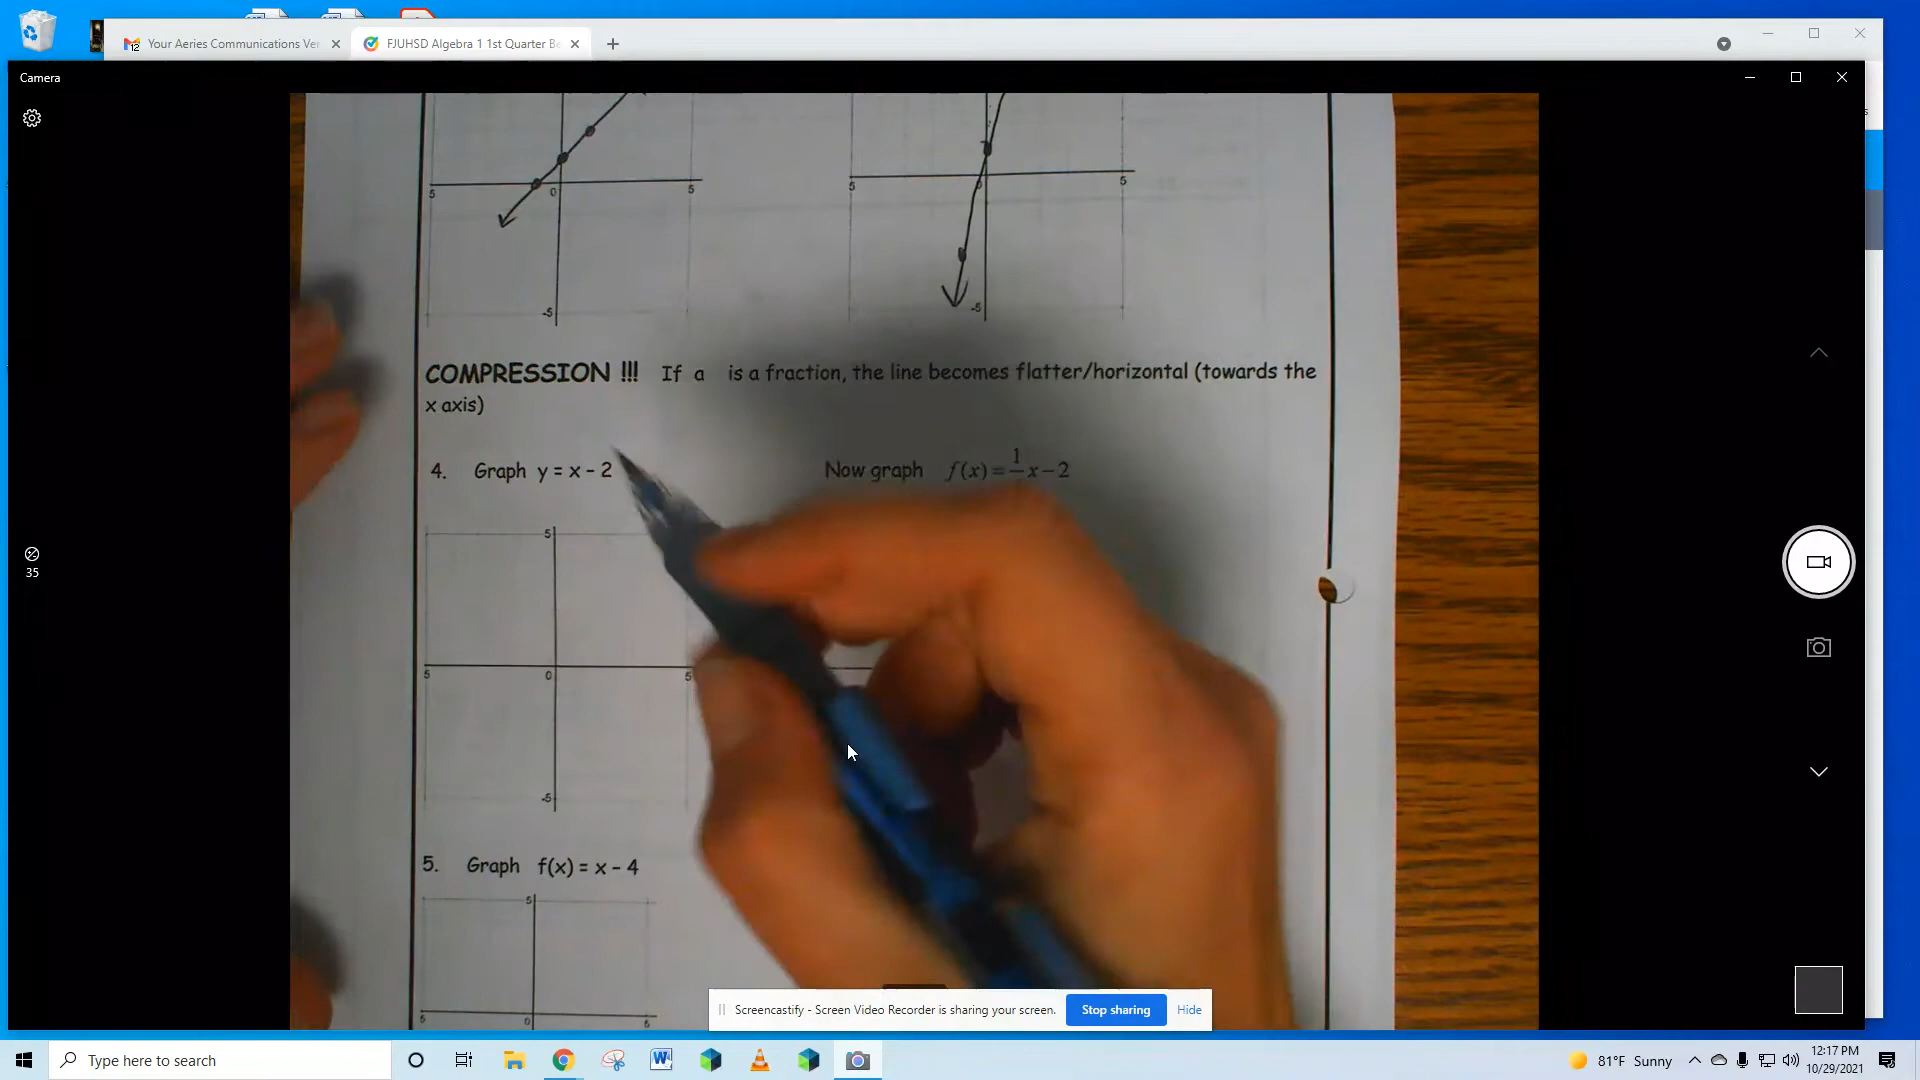 Your Aeries Communications Ver
FJUHSD Algebra 1 1st Quarter Be
Camera
5 0 5
5 0 5
-5
-5
COMPRESSION !!! If a is a fraction, the line becomes flatter/horizontal (towards the
x axis)
4. Graph y = x - 2
Now graph f(x) = 1 x - 2
5
35
5 0 5
-5
5. Graph f(x) = x - 4
5
5 0 5
Screencastify - Screen Video Recorder is sharing your screen. Stop sharing Hide
Type here to search
81°F Sunny
12:17 PM
10/29/2021